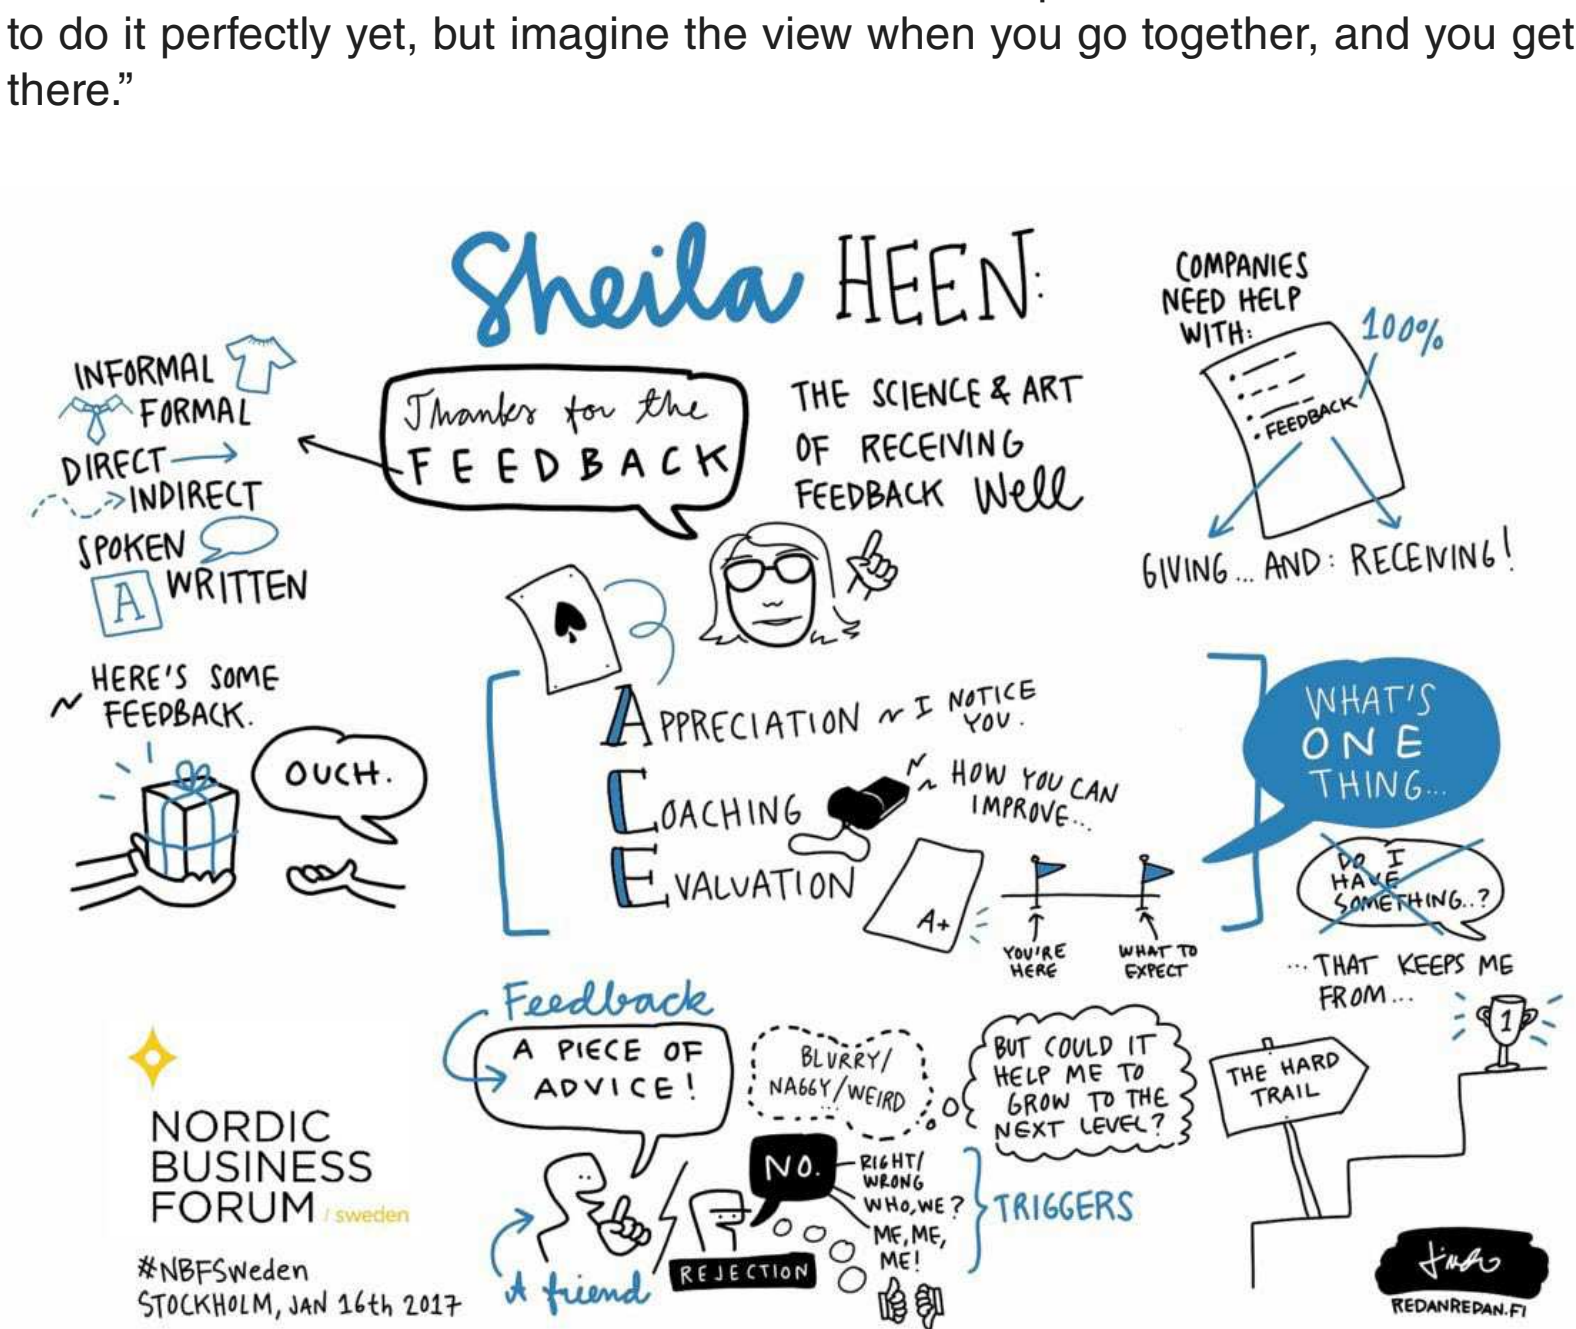 to do it perfectly yet, but imagine the view when you go together, and you get
there.”
Sheila HEEN:
Thanks for the
FEEDBACK
THE SCIENCE & ART
OF RECEIVING
FEEDBACK Well
COMPANIES
NEED HELP
WITH:
100%
• FEEDBACK
GIVING... AND: RECEIVING!
INFORMAL
FORMAL
DIRECT
INDIRECT
SPOKEN
A WRITTEN
HERE'S SOME
FEEDBACK.
OUCH.
APPRECIATION ~ I NOTICE
YOU.
COACHING
HOW YOU CAN
IMPROVE...
EVALUATION
A+
YOU'RE
HERE
WHAT TO
EXPECT
WHAT'S
ONE
THING...
DO I
HAVE
SOMETHING..?
...THAT KEEPS ME
FROM...
1
THE HARD
TRAIL
Feedback
A PIECE OF
ADVICE!
A friend
BLURRY/
NAGGY/WEIRD
...
BUT COULD IT
HELP ME TO
GROW TO THE
NEXT LEVEL?
NO.
REJECTION
RIGHT/
WRONG
WHO, WE?
ME, ME,
ME!
TRIGGERS
NORDIC
BUSINESS
FORUM / sweden
#NBFSweden
STOCKHOLM, JAN 16th 2017
REDANREDAN.FI